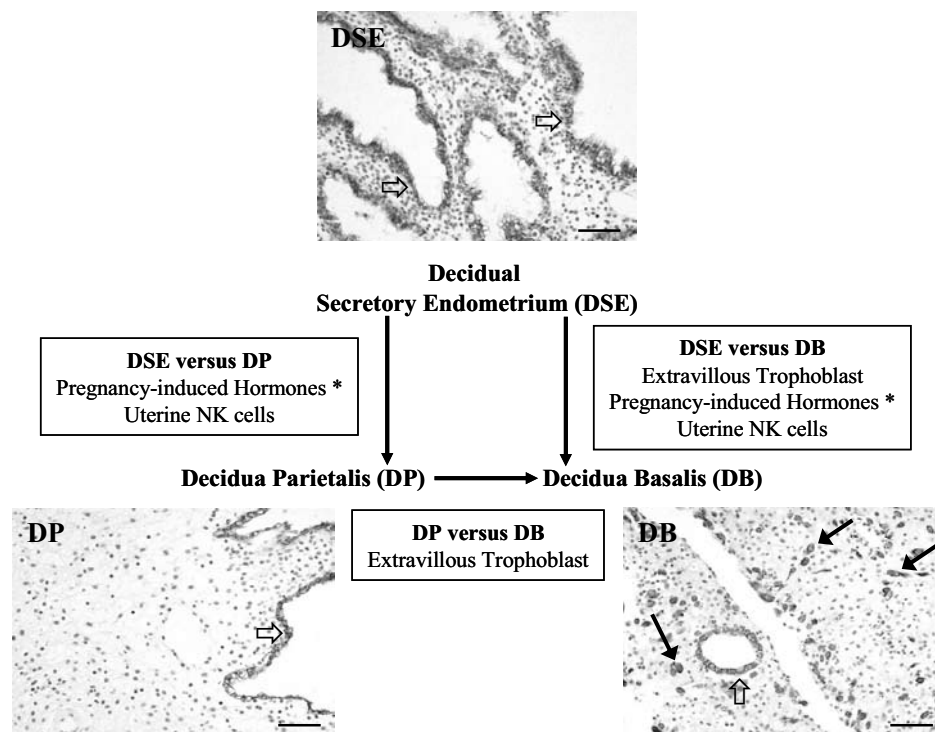 DSE
Decidual
Secretory Endometrium (DSE)
DSE versus DP
Pregnancy-induced Hormones *
Uterine NK cells
DSE versus DB
Extravillous Trophoblast
Pregnancy-induced Hormones *
Uterine NK cells
Decidua Parietalis (DP)
Decidua Basalis (DB)
DP
DP versus DB
Extravillous Trophoblast
DB